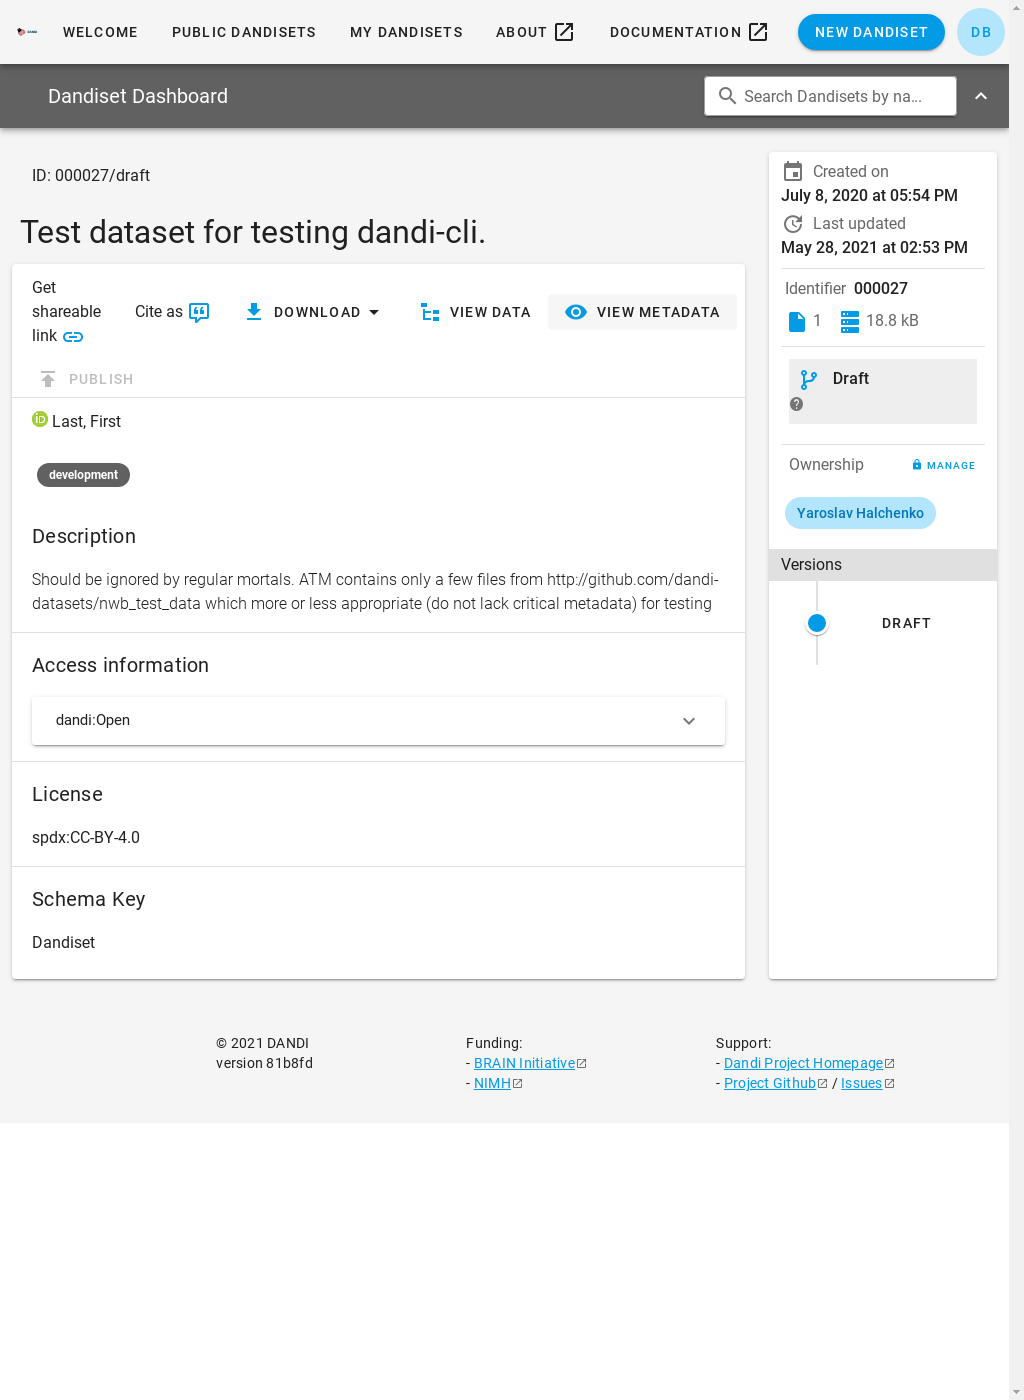 WELCOME PUBLIC DANDISETS MY DANDISETS ABOUT DOCUMENTATION NEW DANDISET DB
Dandiset Dashboard
Search Dandisets by na...
ID: 000027/draft
Test dataset for testing dandi-cli.
Get
shareable
link
Cite as
DOWNLOAD
VIEW DATA
VIEW METADATA
PUBLISH
iD Last, First
development
Description
Should be ignored by regular mortals. ATM contains only a few files from http://github.com/dandi-
datasets/nwb_test_data which more or less appropriate (do not lack critical metadata) for testing
Access information
dandi:Open
License
spdx:CC-BY-4.0
Schema Key
Dandiset
Created on
July 8, 2020 at 05:54 PM
Last updated
May 28, 2021 at 02:53 PM
Identifier 000027
1 18.8 kB
Draft
Ownership MANAGE
Yaroslav Halchenko
Versions
DRAFT
© 2021 DANDI
version 81b8fd
Funding:
- BRAIN Initiative
- NIMH
Support:
- Dandi Project Homepage
- Project Github / Issues